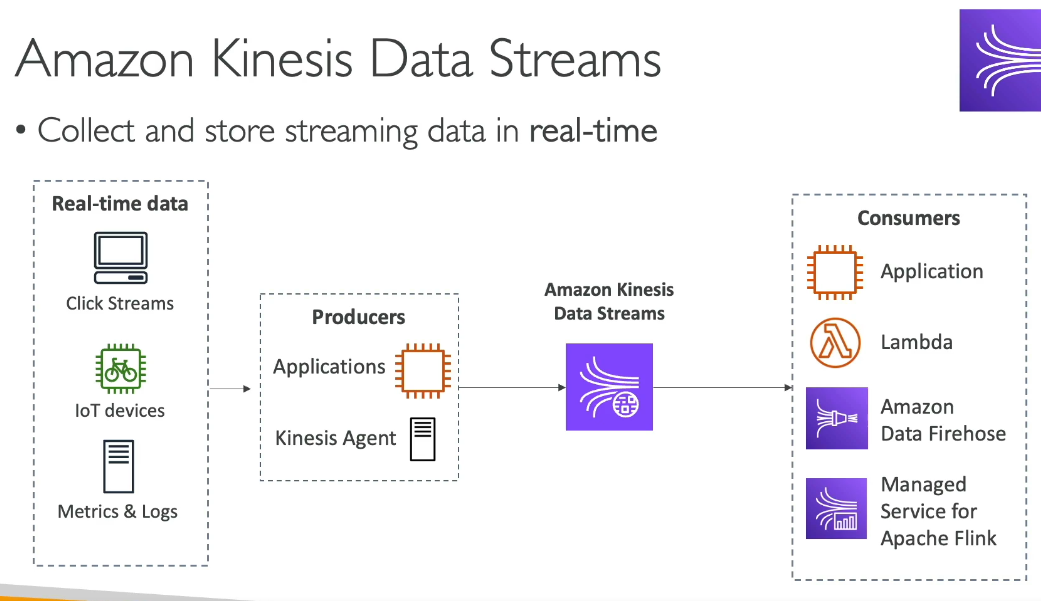 Amazon Kinesis Data Streams
• Collect and store streaming data in real-time
Real-time data
Click Streams
IoT devices
Metrics & Logs
Producers
Applications
Kinesis Agent
Amazon Kinesis
Data Streams
Consumers
Application
Lambda
Amazon
Data Firehose
Managed
Service for
Apache Flink